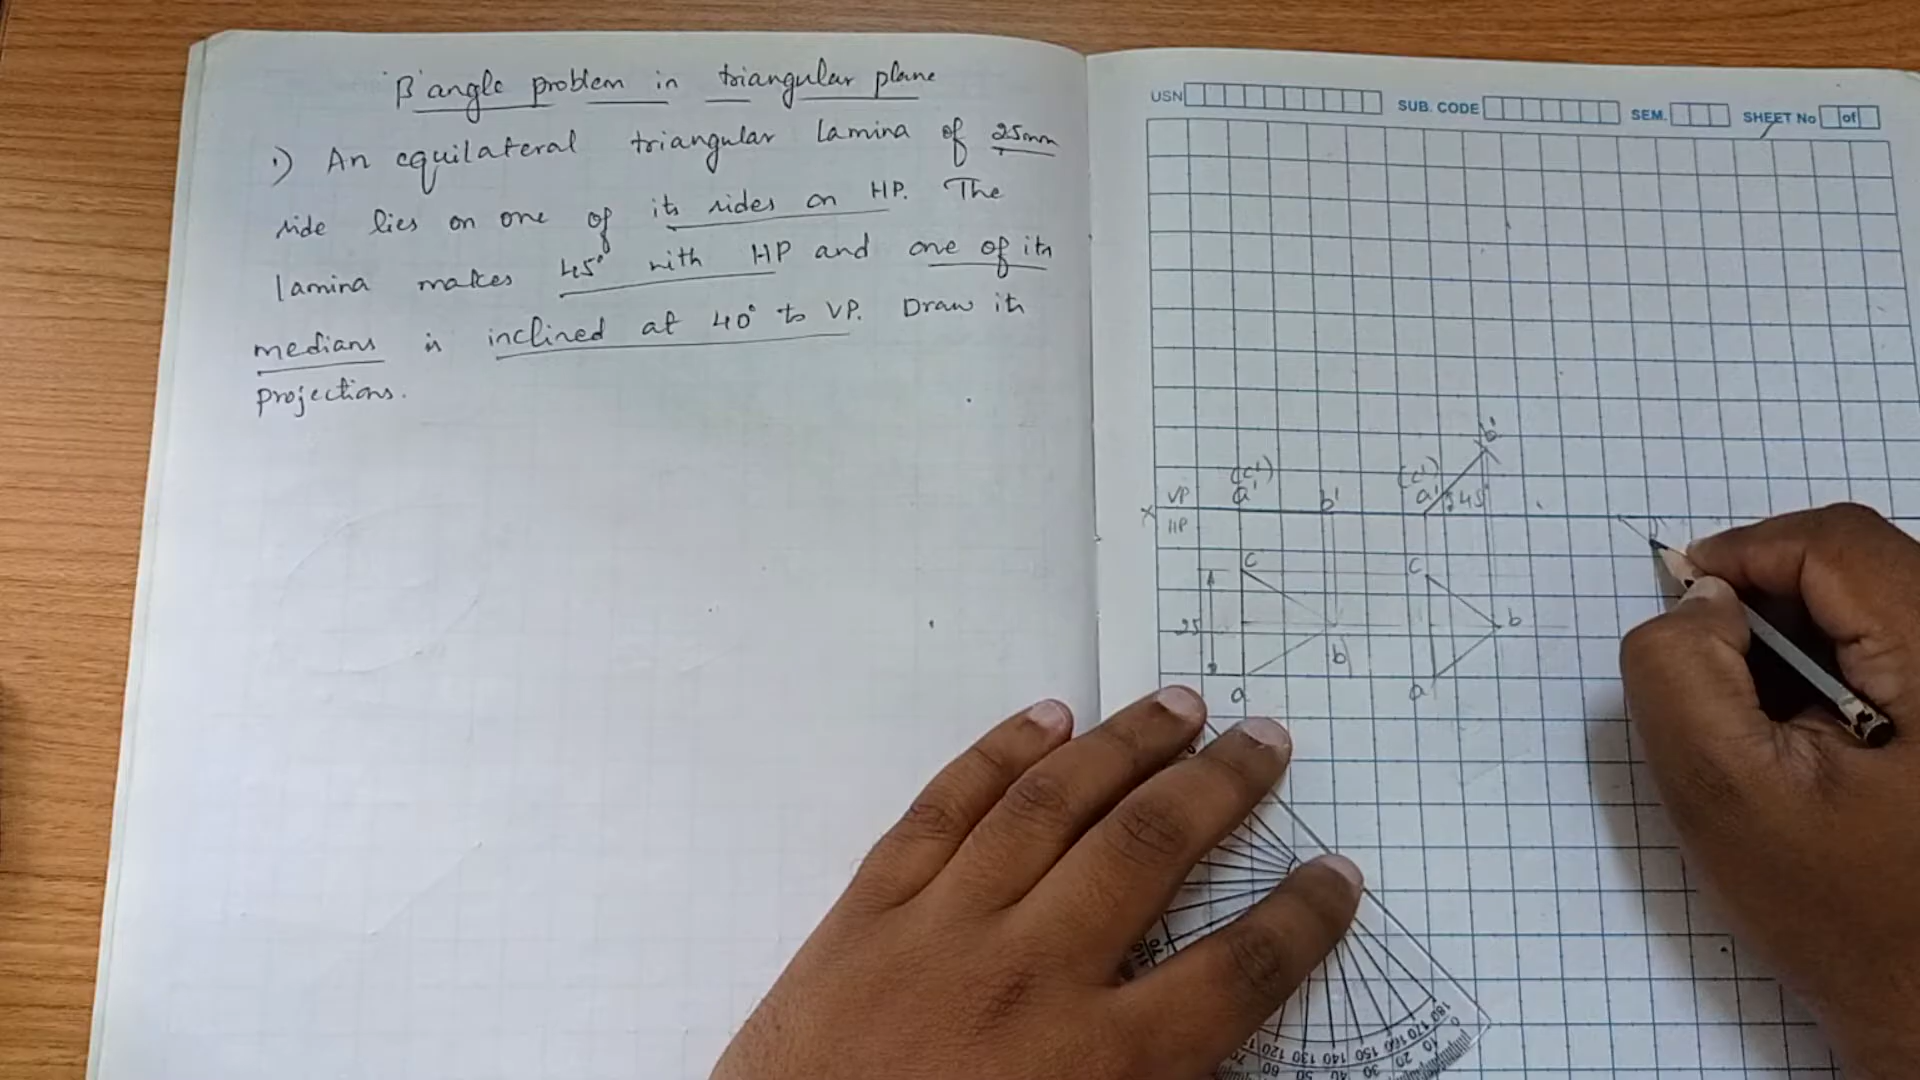 β angle problem in triangular plane
1) An equilateral triangular lamina of 25mm
side lies on one of its sides on HP. The
lamina makes 45° with HP and one of its
medians is inclined at 40° to VP. Draw its
projections.
USN SUB. CODE SEM. SHEET No of
b'
(c') (c')
VP a' b' a' 45°
X HP
c c
25 b b
a a